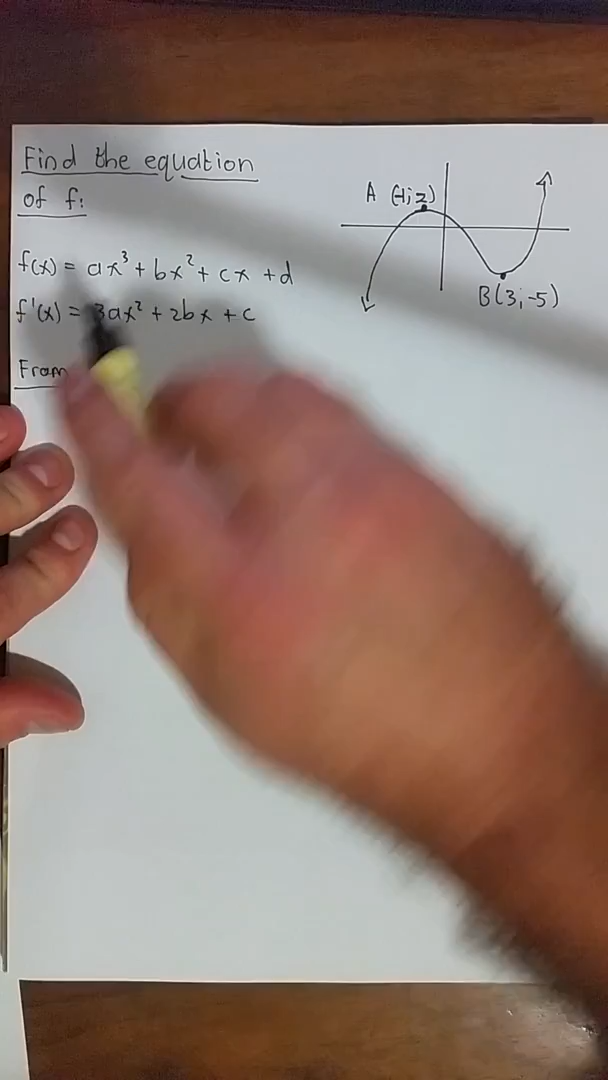 Find the equation
of f:
f(x) = ax³ + bx² + cx + d
f'(x) = 3ax² + 2bx + c
From
A (-1;2)
B(3;-5)